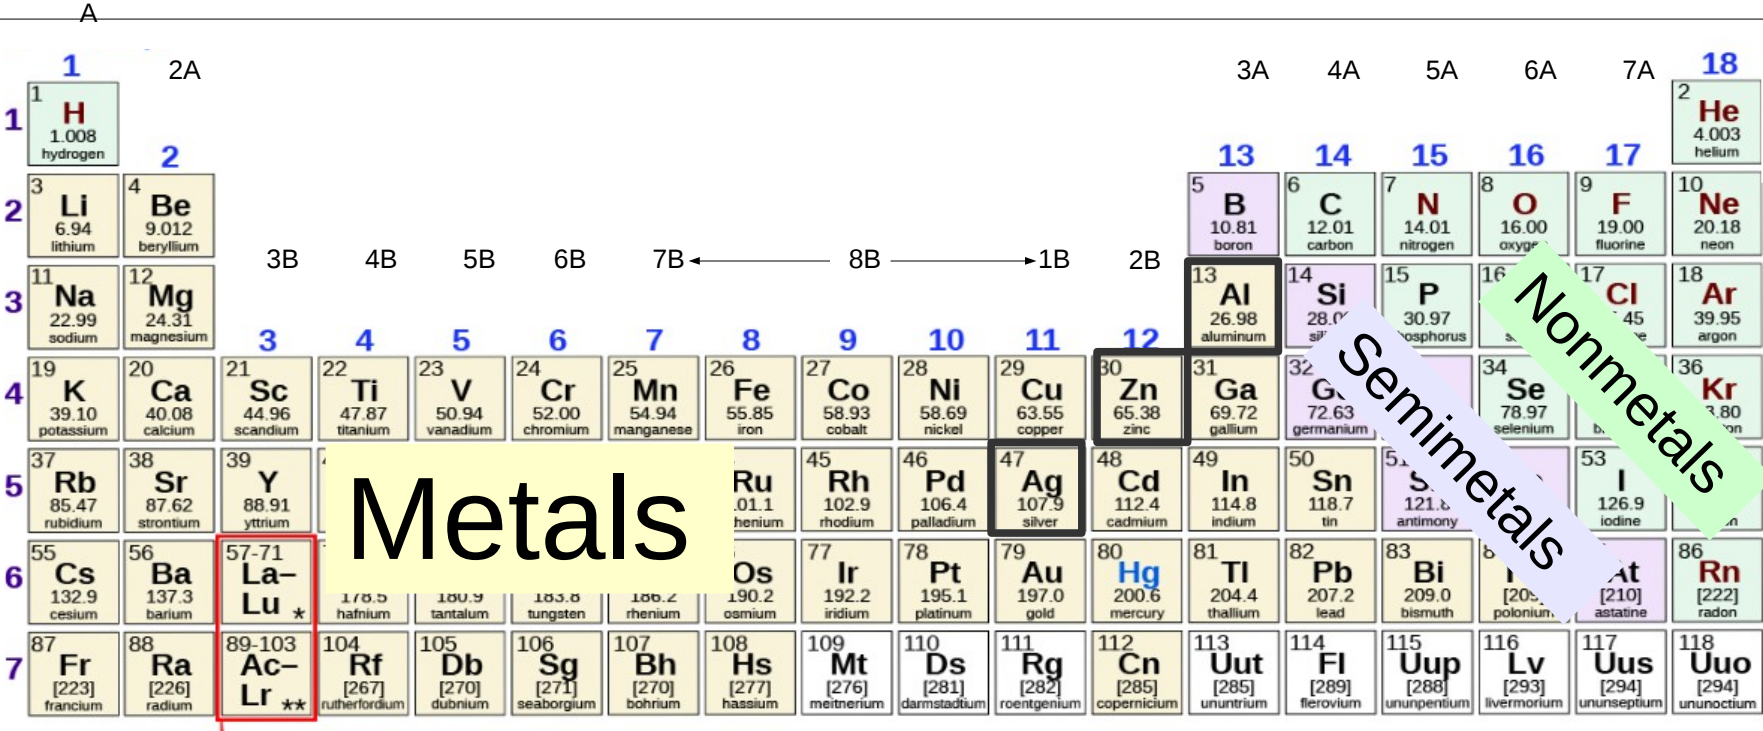 A
1 2A 3A 4A 5A 6A 7A 18
1 H 1.008 hydrogen 2 He 4.003 helium
2 13 14 15 16 17
2 3 Li 6.94 lithium 4 Be 9.012 beryllium 5 B 10.81 boron 6 C 12.01 carbon 7 N 14.01 nitrogen 8 O 16.00 9 F 19.00 fluorine 10 Ne 20.18 neon
3B 4B 5B 6B 7B 8B 1B 2B
3 11 Na 22.99 sodium 12 Mg 24.31 magnesium 13 Al 26.98 aluminum 14 Si 15 P 30.97 16 17 Cl 18 Ar 39.95 argon
3 4 5 6 7 8 9 10 11 12
4 19 K 39.10 potassium 20 Ca 40.08 calcium 21 Sc 44.96 scandium 22 Ti 47.87 titanium 23 V 50.94 vanadium 24 Cr 52.00 chromium 25 Mn 54.94 manganese 26 Fe 55.85 iron 27 Co 58.93 cobalt 28 Ni 58.69 nickel 29 Cu 63.55 copper 30 Zn 65.38 zinc 31 Ga 69.72 gallium 32 72.63 germanium 34 Se 78.97 selenium 36 Kr
5 37 Rb 85.47 rubidium 38 Sr 87.62 strontium 39 Y 88.91 yttrium Ru 45 Rh 102.9 rhodium 46 Pd 106.4 palladium 47 Ag 107.9 silver 48 Cd 112.4 cadmium 49 In 114.8 indium 50 Sn 118.7 tin 51 antimony 53 I 126.9 iodine
Metals
Semimetals
Nonmetals
6 55 Cs 132.9 cesium 56 Ba 137.3 barium 57-71 La–Lu * 178.5 hafnium 180.9 tantalum 183.8 tungsten 186.2 rhenium Os 190.2 osmium 77 Ir 192.2 iridium 78 Pt 195.1 platinum 79 Au 197.0 gold 80 Hg 200.6 mercury 81 Tl 204.4 thallium 82 Pb 207.2 lead 83 Bi 209.0 bismuth polonium At [210] astatine 86 Rn [222] radon
7 87 Fr [223] francium 88 Ra [226] radium 89-103 Ac–Lr ** 104 Rf [267] rutherfordium 105 Db [270] dubnium 106 Sg [271] seaborgium 107 Bh [270] bohrium 108 Hs [277] hassium 109 Mt [276] meitnerium 110 Ds [281] darmstadtium 111 Rg [282] roentgenium 112 Cn [285] copernicium 113 Uut [285] ununtrium 114 Fl [289] flerovium 115 Uup [288] ununpentium 116 Lv [293] livermorium 117 Uus [294] ununseptium 118 Uuo [294] ununoctium